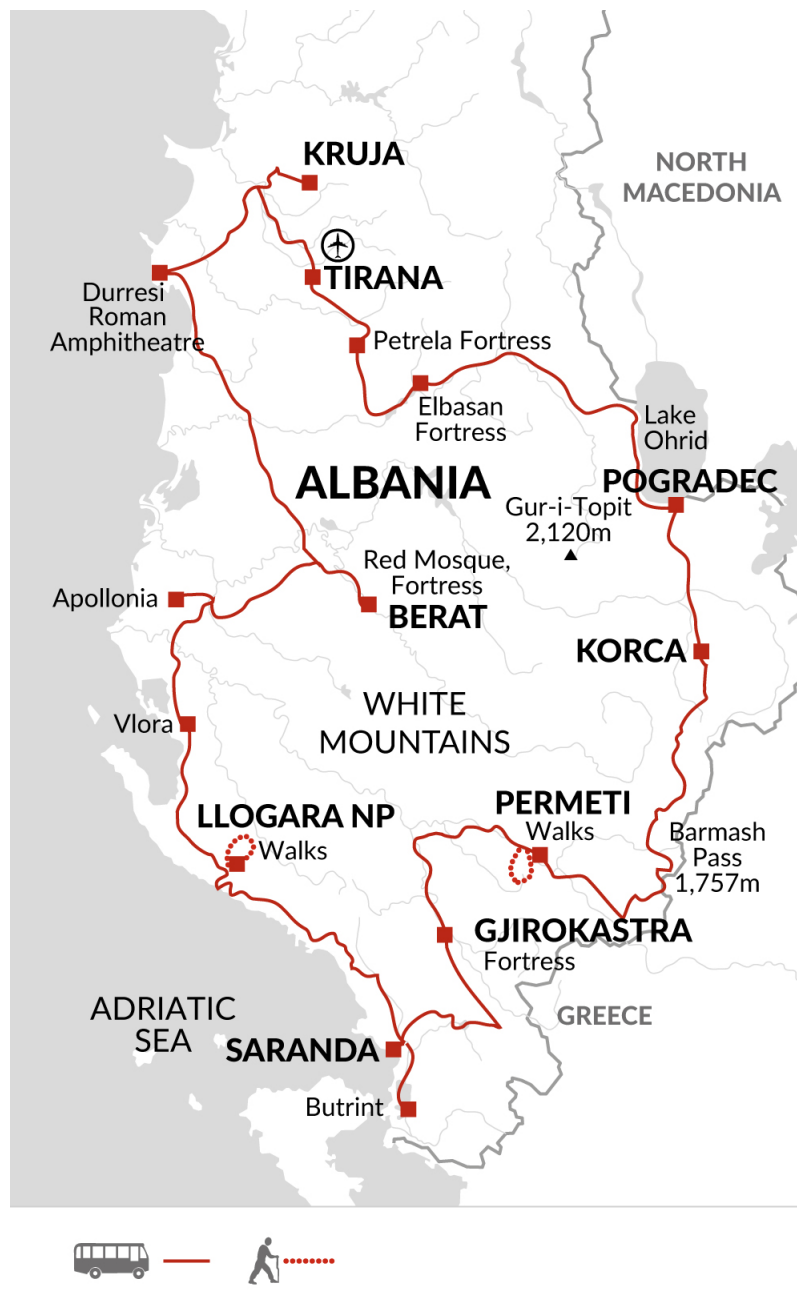 KRUJA
NORTH
MACEDONIA
TIRANA
Durresi
Roman
Amphitheatre
Petrela Fortress
Elbasan
Fortress
Lake
Ohrid
ALBANIA
POGRADEC
Gur-i-Topit
2,120m
Red Mosque,
Fortress
BERAT
Apollonia
KORCA
WHITE
MOUNTAINS
Vlora
LLOGARA NP
Walks
PERMETI
Walks
Barmash
Pass
1,757m
GJIROKASTRA
Fortress
ADRIATIC
SEA
GREECE
SARANDA
Butrint